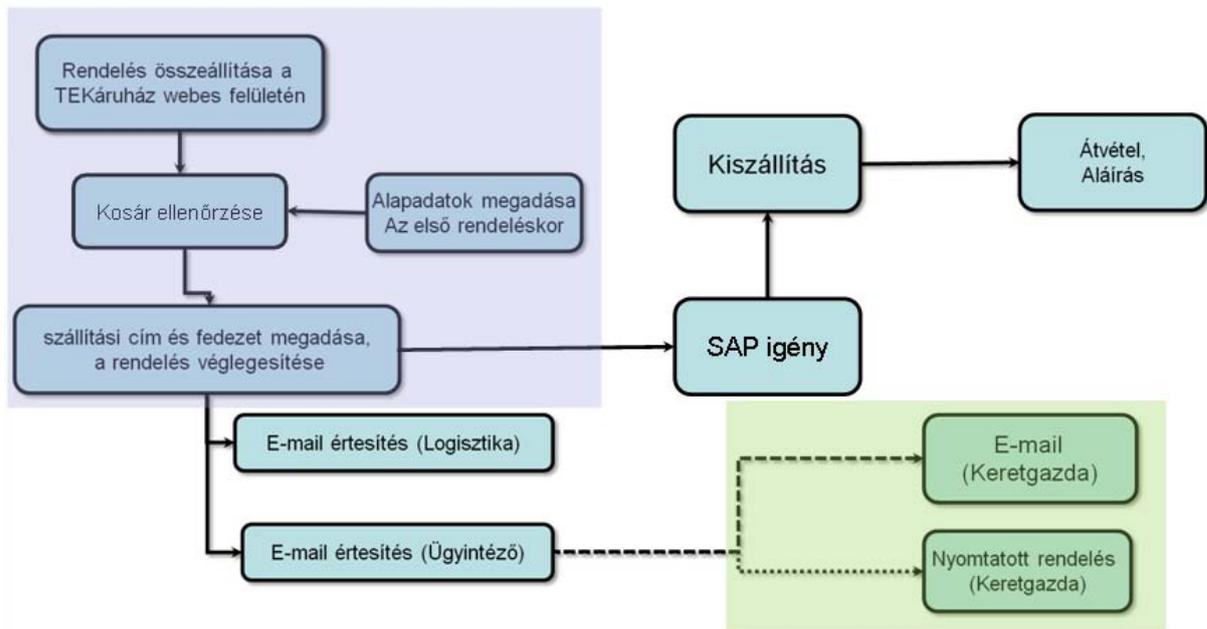 Rendelés összeállítása a
TEKáruház webes felületén
Kosár ellenőrzése
Alapadatok megadása
Az első rendeléskor
szállítási cím és fedezet megadása,
a rendelés véglegesítése
Kiszállítás
Átvétel,
Aláírás
SAP igény
E-mail értesítés (Logisztika)
E-mail értesítés (Ügyintéző)
E-mail
(Keretgazda)
Nyomtatott rendelés
(Keretgazda)